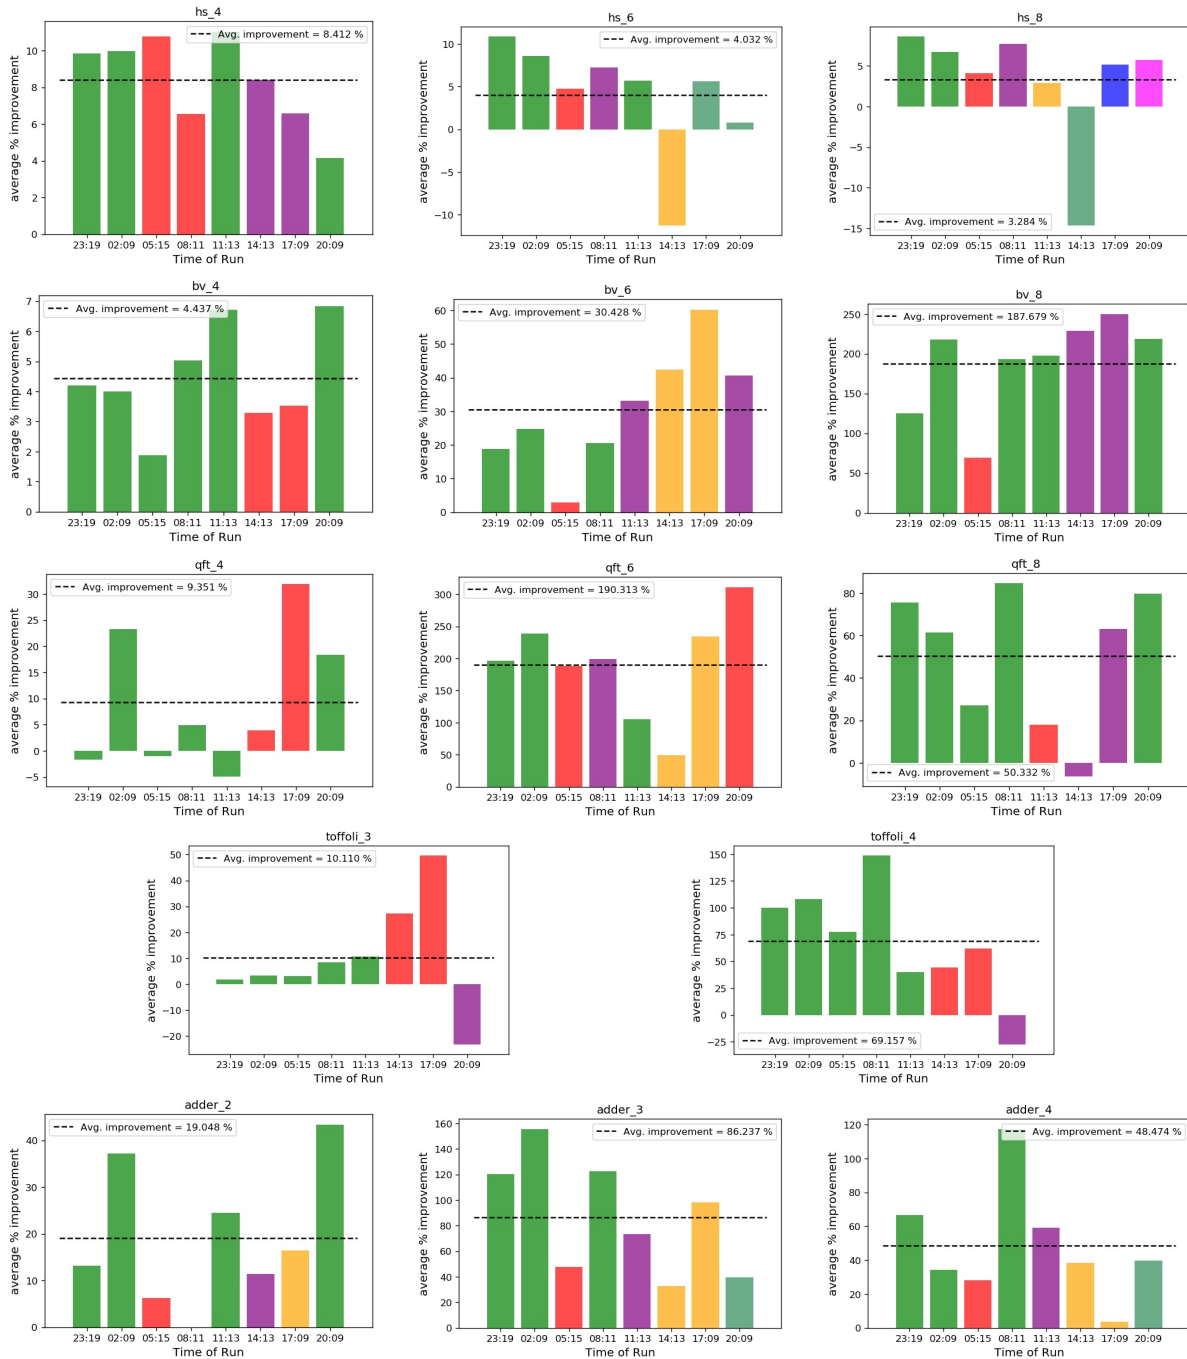 hs_4
Avg. improvement = 8.412 %
average % improvement
10
8
6
4
2
0
23:19 02:09 05:15 08:11 11:13 14:13 17:09 20:09
Time of Run
hs_6
Avg. improvement = 4.032 %
average % improvement
10
5
0
−5
−10
23:19 02:09 05:15 08:11 11:13 14:13 17:09 20:09
Time of Run
hs_8
average % improvement
5
0
−5
−10
−15
Avg. improvement = 3.284 %
23:19 02:09 05:15 08:11 11:13 14:13 17:09 20:09
Time of Run
bv_4
Avg. improvement = 4.437 %
average % improvement
7
6
5
4
3
2
1
0
23:19 02:09 05:15 08:11 11:13 14:13 17:09 20:09
Time of Run
bv_6
Avg. improvement = 30.428 %
average % improvement
60
50
40
30
20
10
0
23:19 02:09 05:15 08:11 11:13 14:13 17:09 20:09
Time of Run
bv_8
Avg. improvement = 187.679 %
average % improvement
250
200
150
100
50
0
23:19 02:09 05:15 08:11 11:13 14:13 17:09 20:09
Time of Run
qft_4
Avg. improvement = 9.351 %
average % improvement
30
25
20
15
10
5
0
−5
23:19 02:09 05:15 08:11 11:13 14:13 17:09 20:09
Time of Run
qft_6
Avg. improvement = 190.313 %
average % improvement
300
250
200
150
100
50
0
23:19 02:09 05:15 08:11 11:13 14:13 17:09 20:09
Time of Run
qft_8
average % improvement
80
60
40
20
0
Avg. improvement = 50.332 %
23:19 02:09 05:15 08:11 11:13 14:13 17:09 20:09
Time of Run
toffoli_3
Avg. improvement = 10.110 %
average % improvement
50
40
30
20
10
0
−10
−20
23:19 02:09 05:15 08:11 11:13 14:13 17:09 20:09
Time of Run
toffoli_4
average % improvement
150
125
100
75
50
25
0
−25
Avg. improvement = 69.157 %
23:19 02:09 05:15 08:11 11:13 14:13 17:09 20:09
Time of Run
adder_2
Avg. improvement = 19.048 %
average % improvement
40
30
20
10
0
23:19 02:09 05:15 08:11 11:13 14:13 17:09 20:09
Time of Run
adder_3
Avg. improvement = 86.237 %
average % improvement
160
140
120
100
80
60
40
20
0
23:19 02:09 05:15 08:11 11:13 14:13 17:09 20:09
Time of Run
adder_4
Avg. improvement = 48.474 %
average % improvement
120
100
80
60
40
20
0
23:19 02:09 05:15 08:11 11:13 14:13 17:09 20:09
Time of Run